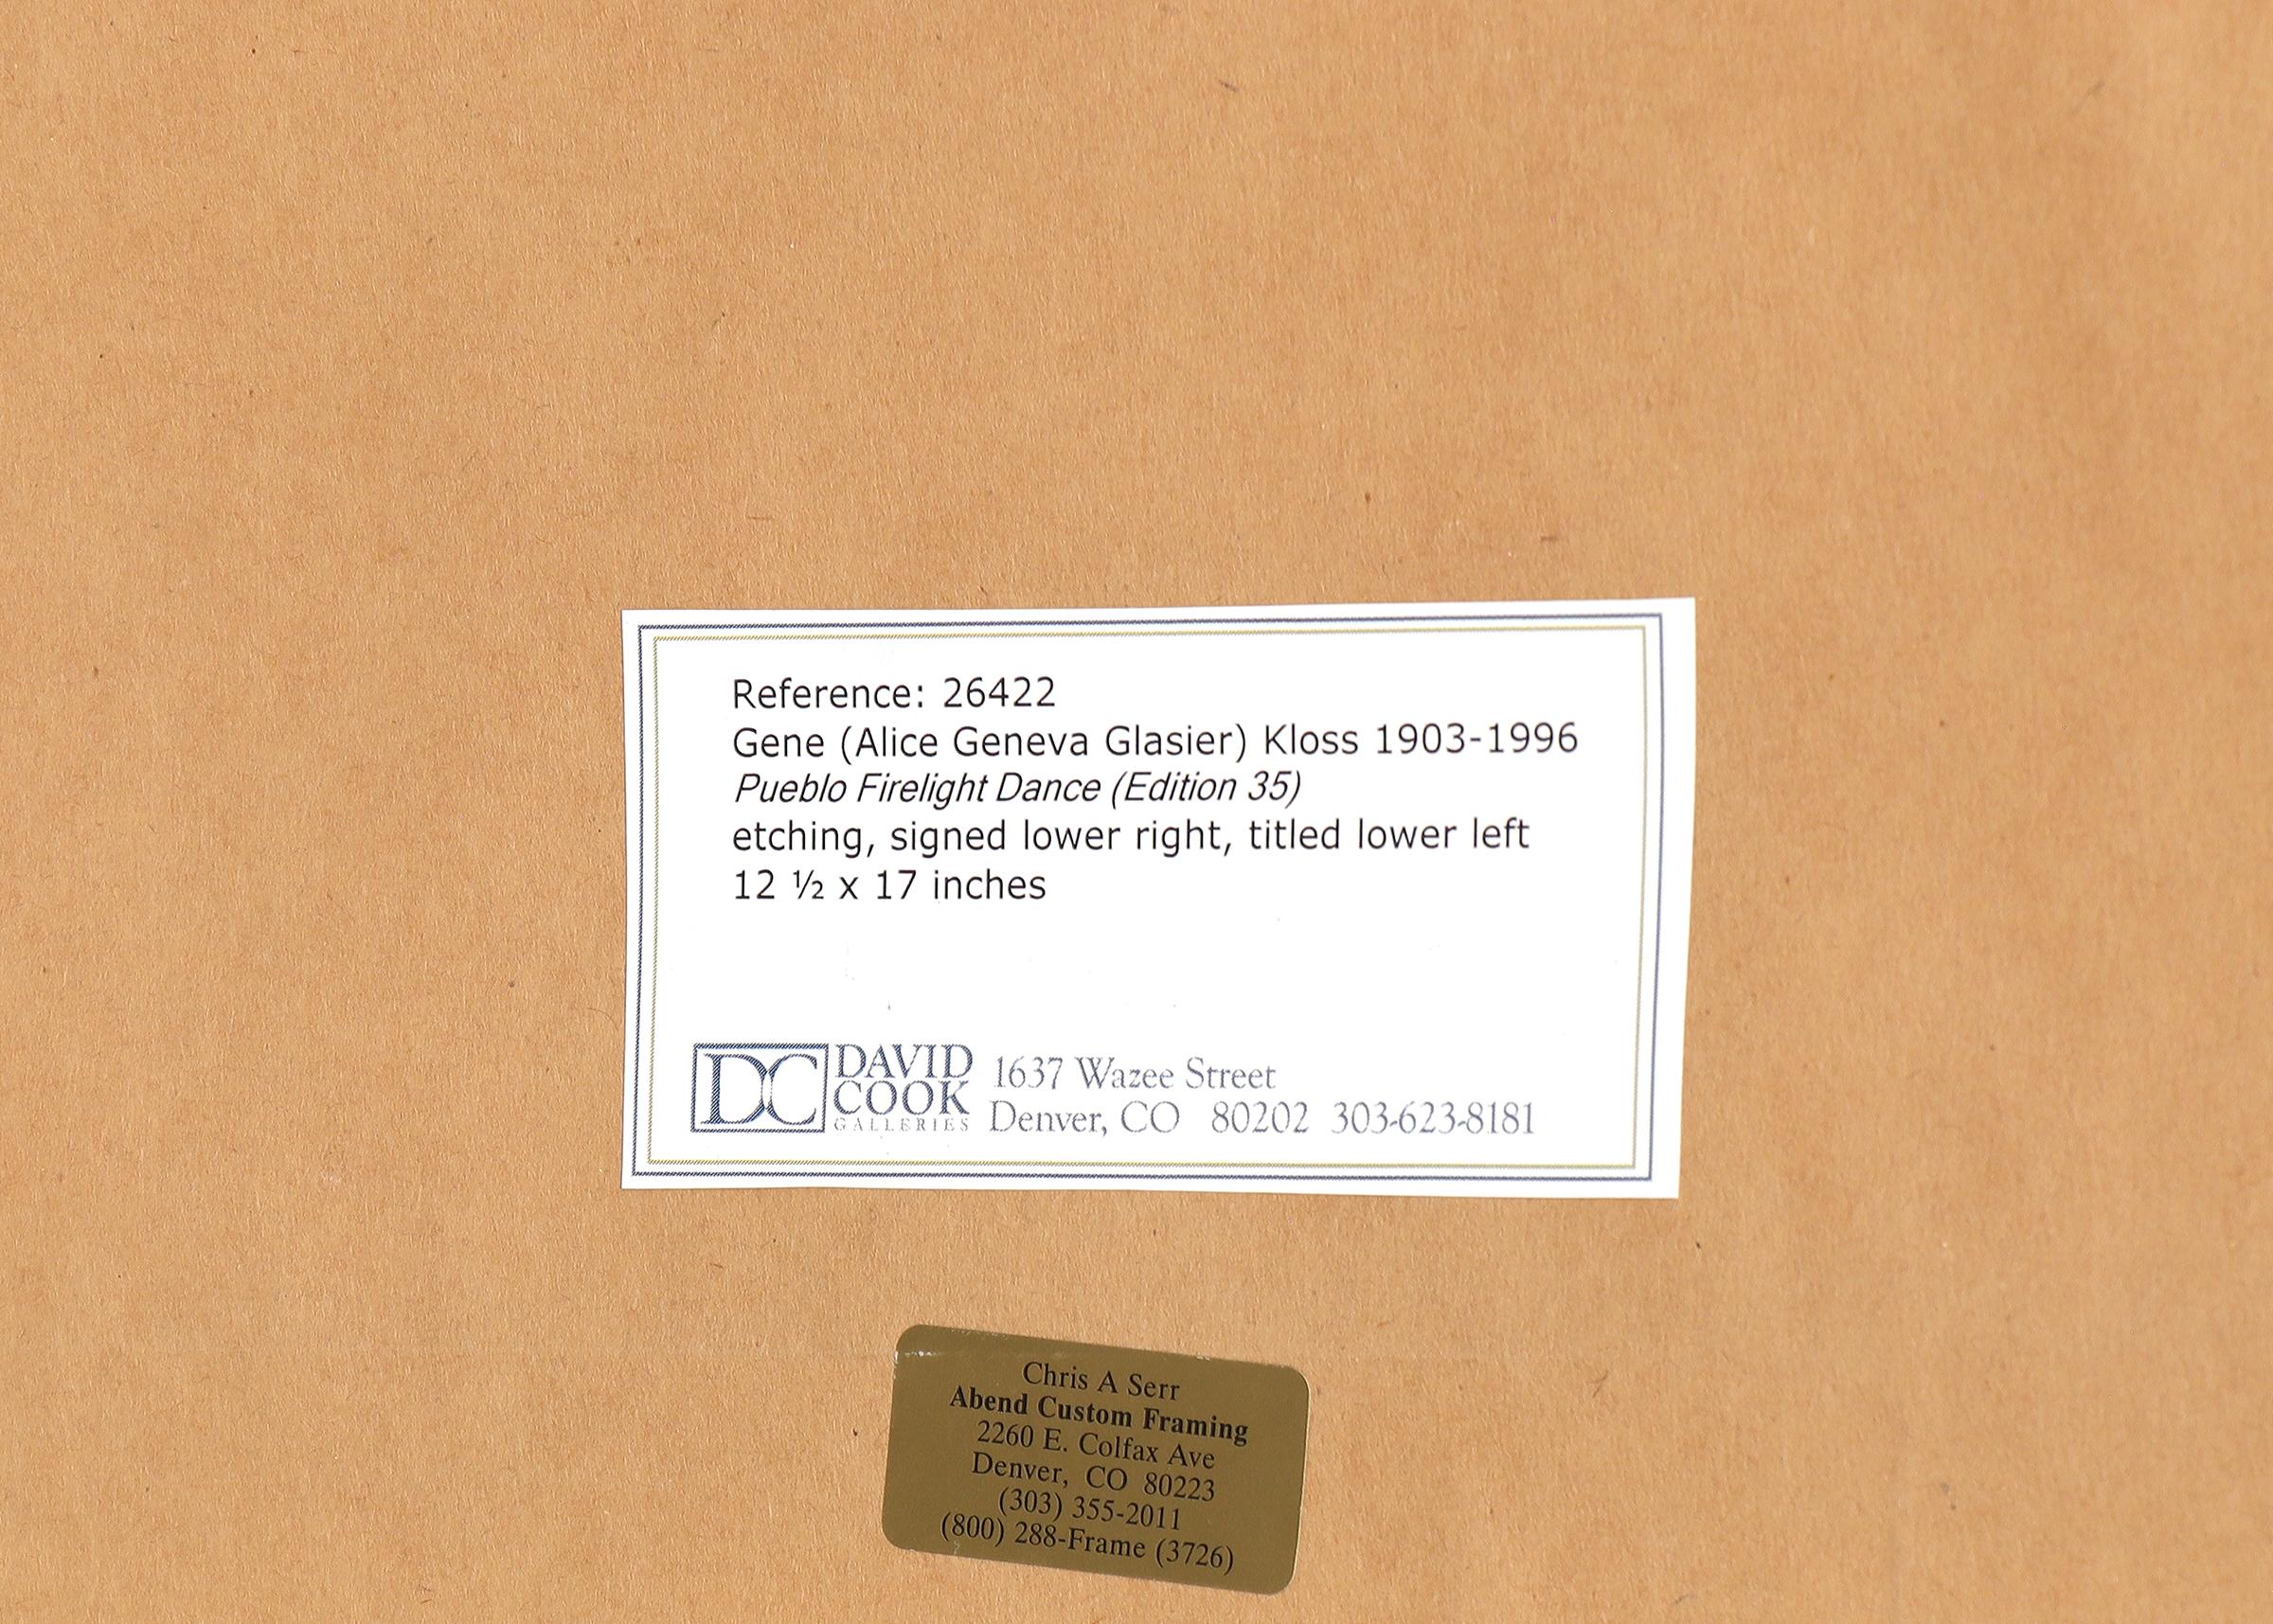 Reference: 26422
Gene (Alice Geneva Glasier) Kloss 1903-1996
Pueblo Firelight Dance (Edition 35)
etching, signed lower right, titled lower left
12 ½ x 17 inches
DC
DAVID
COOK
GALLERIES
1637 Wazee Street
Denver, CO 80202 303-623-8181
Chris A Serr
Abend Custom Framing
2260 E. Colfax Ave
Denver, CO 80223
(303) 355-2011
(800) 288-Frame (3726)